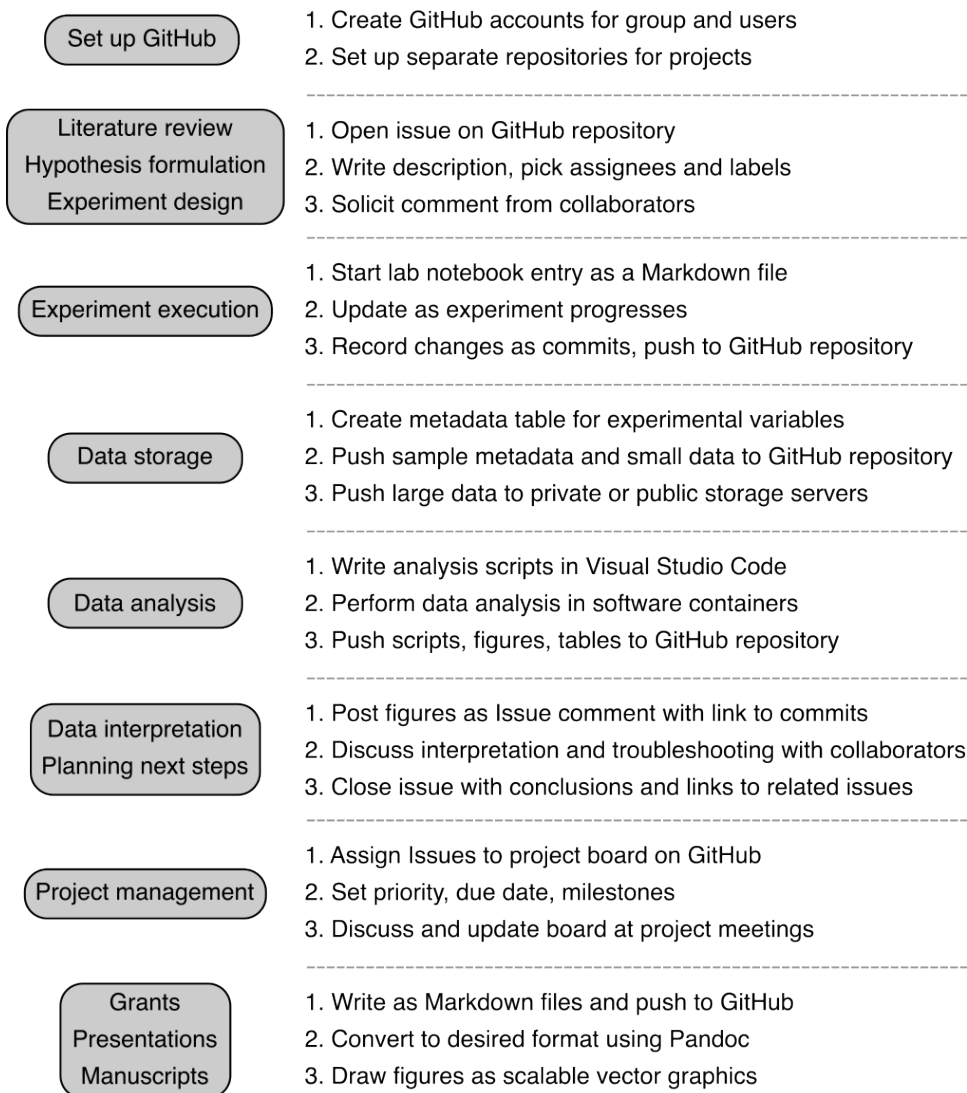 Set up GitHub
1. Create GitHub accounts for group and users
2. Set up separate repositories for projects
Literature review
Hypothesis formulation
Experiment design
1. Open issue on GitHub repository
2. Write description, pick assignees and labels
3. Solicit comment from collaborators
Experiment execution
1. Start lab notebook entry as a Markdown file
2. Update as experiment progresses
3. Record changes as commits, push to GitHub repository
Data storage
1. Create metadata table for experimental variables
2. Push sample metadata and small data to GitHub repository
3. Push large data to private or public storage servers
Data analysis
1. Write analysis scripts in Visual Studio Code
2. Perform data analysis in software containers
3. Push scripts, figures, tables to GitHub repository
Data interpretation
Planning next steps
1. Post figures as Issue comment with link to commits
2. Discuss interpretation and troubleshooting with collaborators
3. Close issue with conclusions and links to related issues
Project management
1. Assign Issues to project board on GitHub
2. Set priority, due date, milestones
3. Discuss and update board at project meetings
Grants
Presentations
Manuscripts
1. Write as Markdown files and push to GitHub
2. Convert to desired format using Pandoc
3. Draw figures as scalable vector graphics